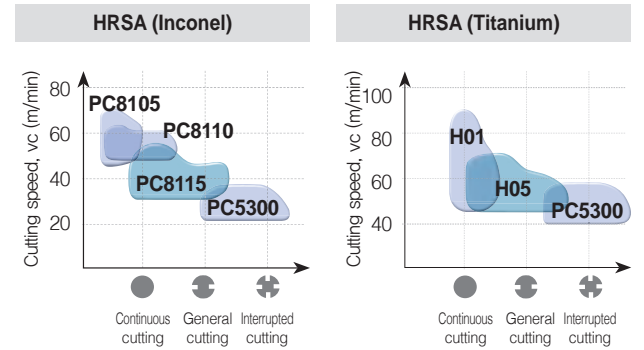 HRSA (Inconel)
Cutting speed, vc (m/min)
80
60
40
20
PC8105
PC8110
PC8115
PC5300
Continuous cutting
General cutting
Interrupted cutting
HRSA (Titanium)
Cutting speed, vc (m/min)
100
80
60
40
H01
H05
PC5300
Continuous cutting
General cutting
Interrupted cutting